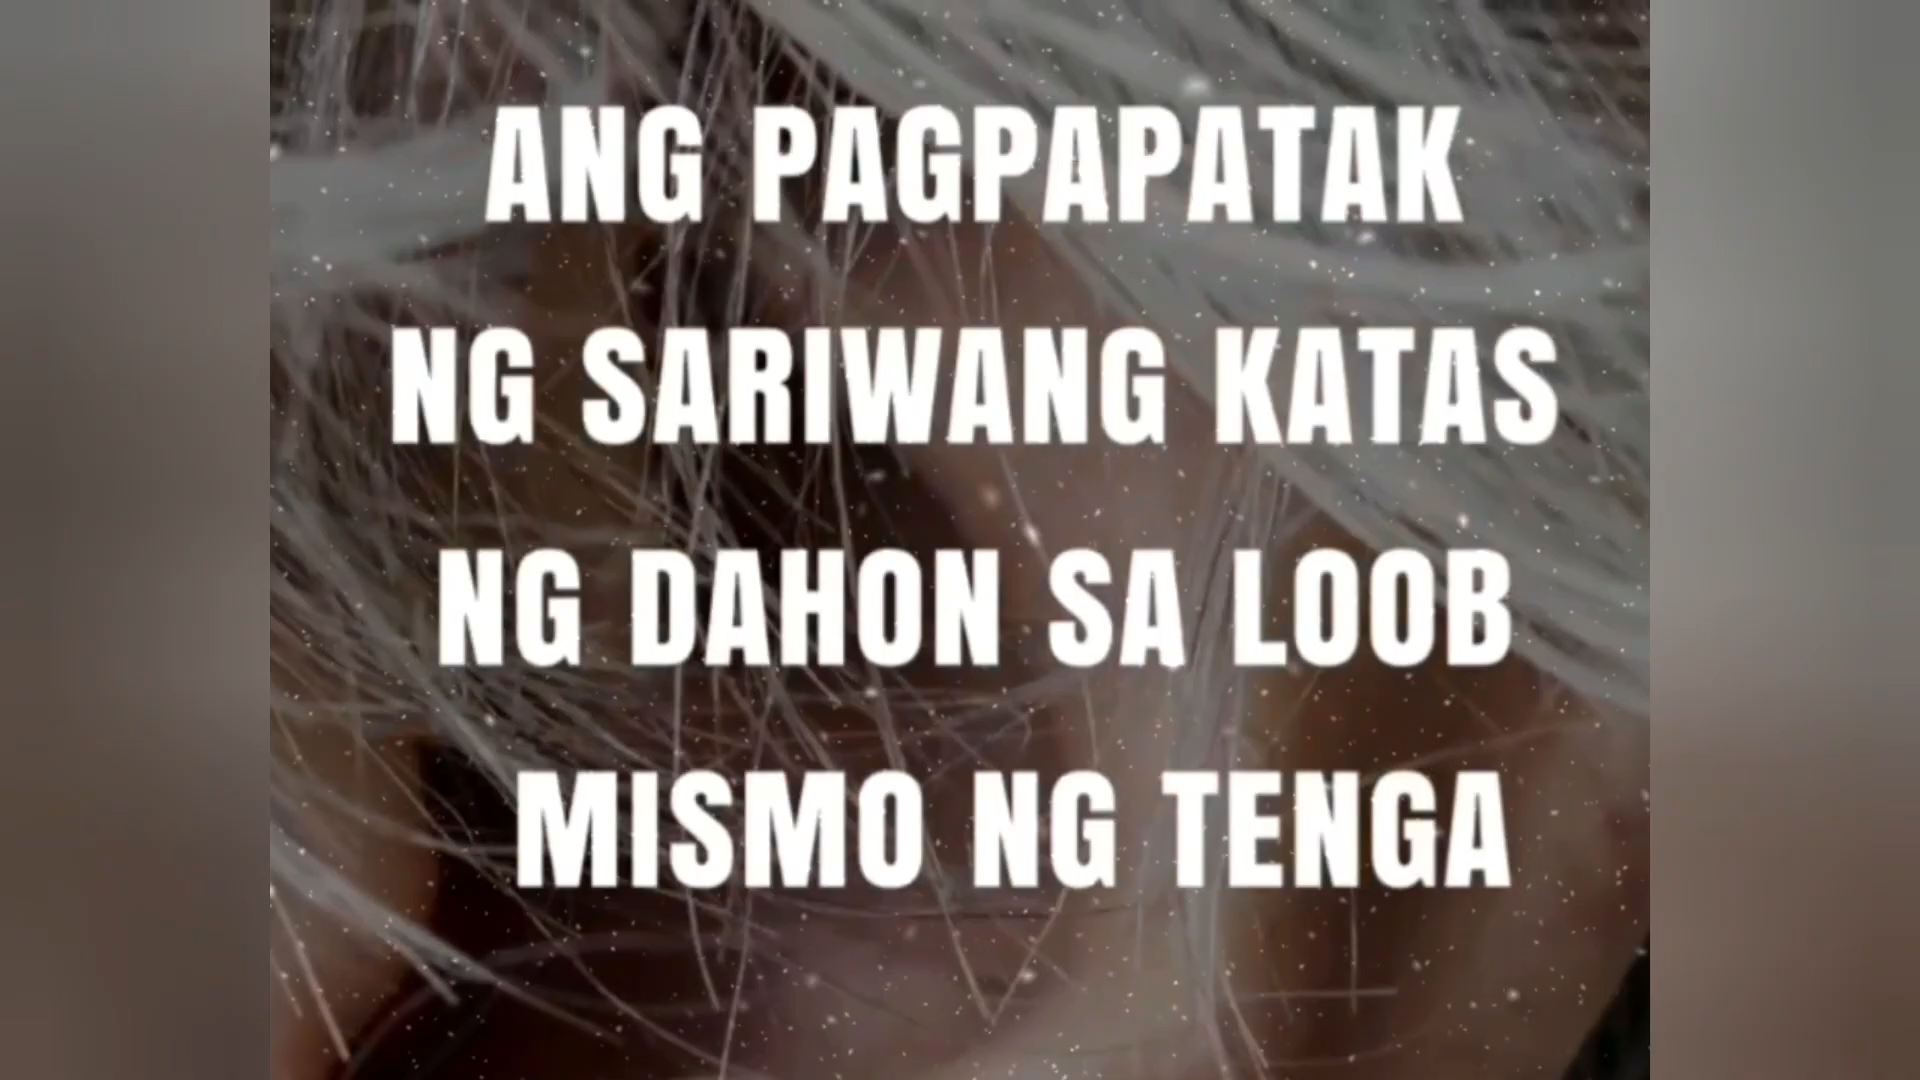 ANG PAGPAPATAK
NG SARIWANG KATAS
NG DAHON SA LOOB
MISMO NG TENGA